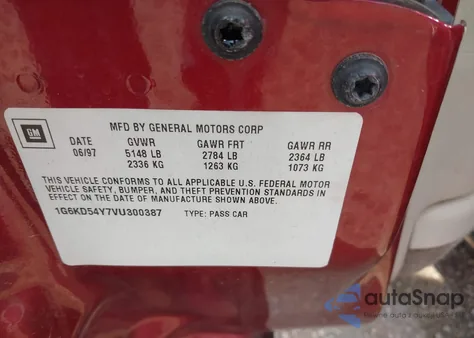 GM
MFD BY GENERAL MOTORS CORP
DATE GVWR GAWR FRT GAWR RR
06/97 5148 LB 2784 LB 2364 LB
2336 KG 1263 KG 1073 KG
THIS VEHICLE CONFORMS TO ALL APPLICABLE U.S. FEDERAL MOTOR
VEHICLE SAFETY, BUMPER, AND THEFT PREVENTION STANDARDS IN
EFFECT ON THE DATE OF MANUFACTURE SHOWN ABOVE.
1G6KD54Y7VU300387 TYPE: PASS CAR
autoSnap